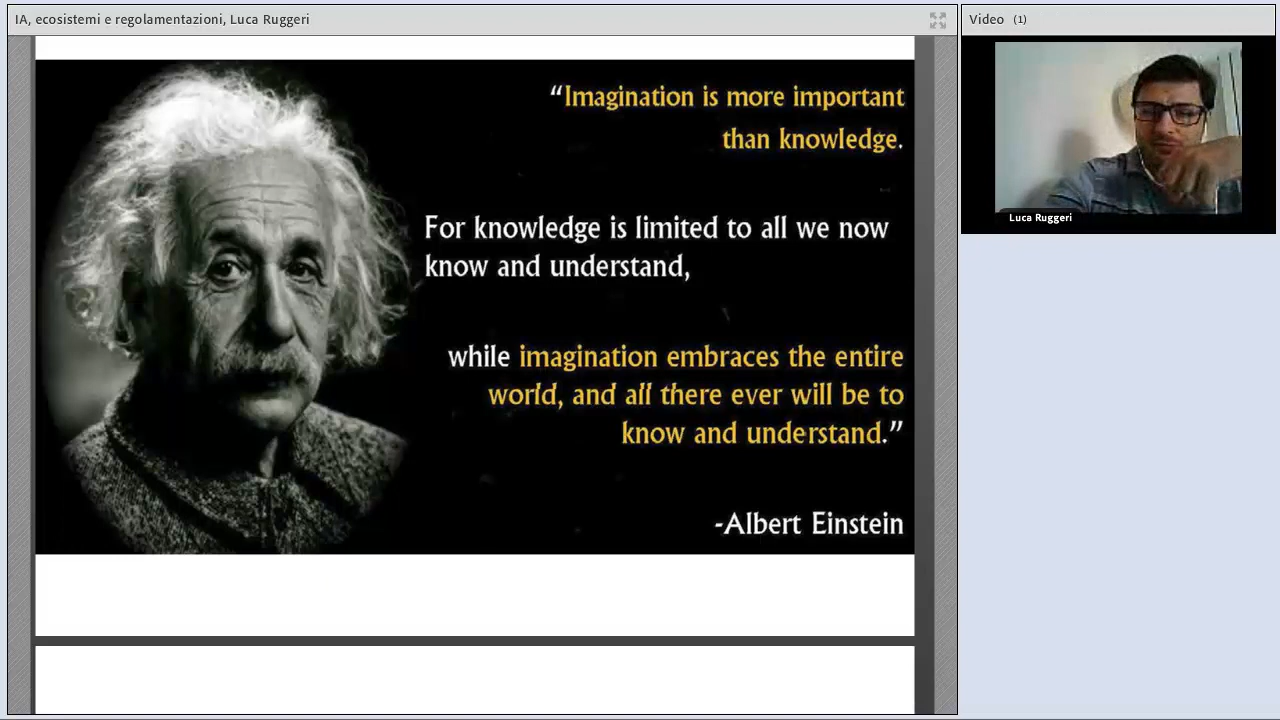 IA, ecosistemi e regolamentazioni, Luca Ruggeri
Video (1)
“Imagination is more important
than knowledge.
For knowledge is limited to all we now
know and understand,
while imagination embraces the entire
world, and all there ever will be to
know and understand.”
-Albert Einstein
Luca Ruggeri